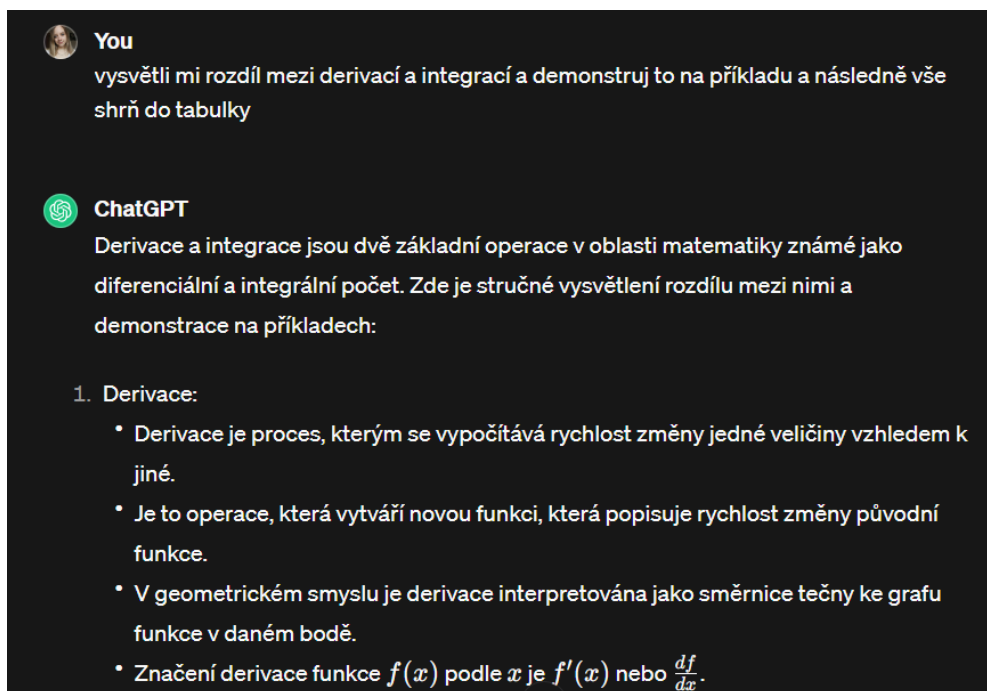 You
vysvětli mi rozdíl mezi derivací a integrací a demonstruj to na příkladu a následně vše
shrň do tabulky
ChatGPT
Derivace a integrace jsou dvě základní operace v oblasti matematiky známé jako
diferenciální a integrální počet. Zde je stručné vysvětlení rozdílu mezi nimi a
demonstrace na příkladech:
1. Derivace:
• Derivace je proces, kterým se vypočítává rychlost změny jedné veličiny vzhledem k
jiné.
• Je to operace, která vytváří novou funkci, která popisuje rychlost změny původní
funkce.
• V geometrickém smyslu je derivace interpretována jako směrnice tečny ke grafu
funkce v daném bodě.
• Značení derivace funkce f(x) podle x je f′(x) nebo df/dx.